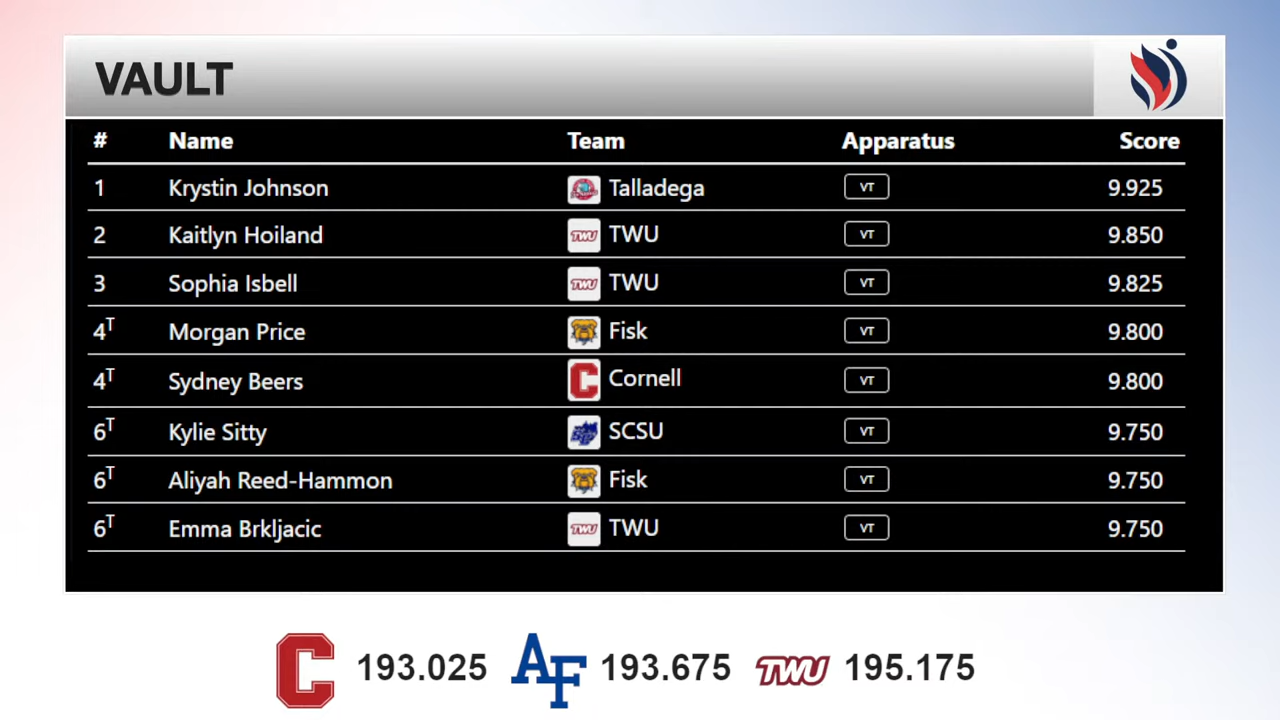 VAULT
# Name Team Apparatus Score
1 Krystin Johnson Talladega VT 9.925
2 Kaitlyn Hoiland TWU TWU VT 9.850
3 Sophia Isbell TWU TWU VT 9.825
4T Morgan Price Fisk VT 9.800
4T Sydney Beers C Cornell VT 9.800
6T Kylie Sitty SCSU VT 9.750
6T Aliyah Reed-Hammon Fisk VT 9.750
6T Emma Brkljacic TWU TWU VT 9.750
C 193.025 AF 193.675 TWU 195.175